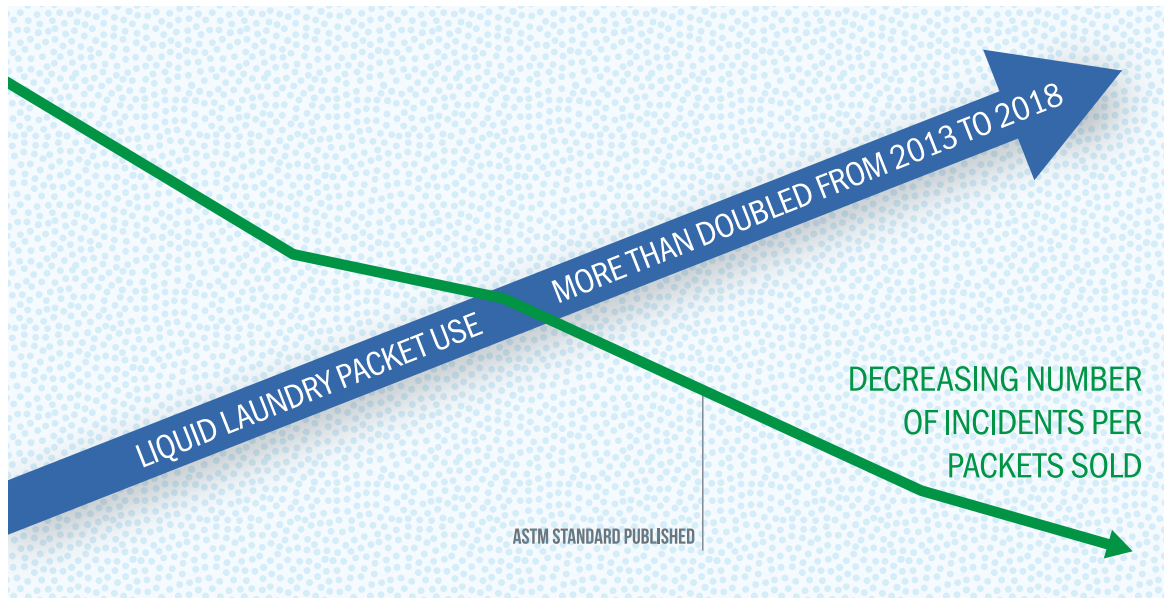 LIQUID LAUNDRY PACKET USE MORE THAN DOUBLED FROM 2013 TO 2018
DECREASING NUMBER
OF INCIDENTS PER
PACKETS SOLD
ASTM STANDARD PUBLISHED